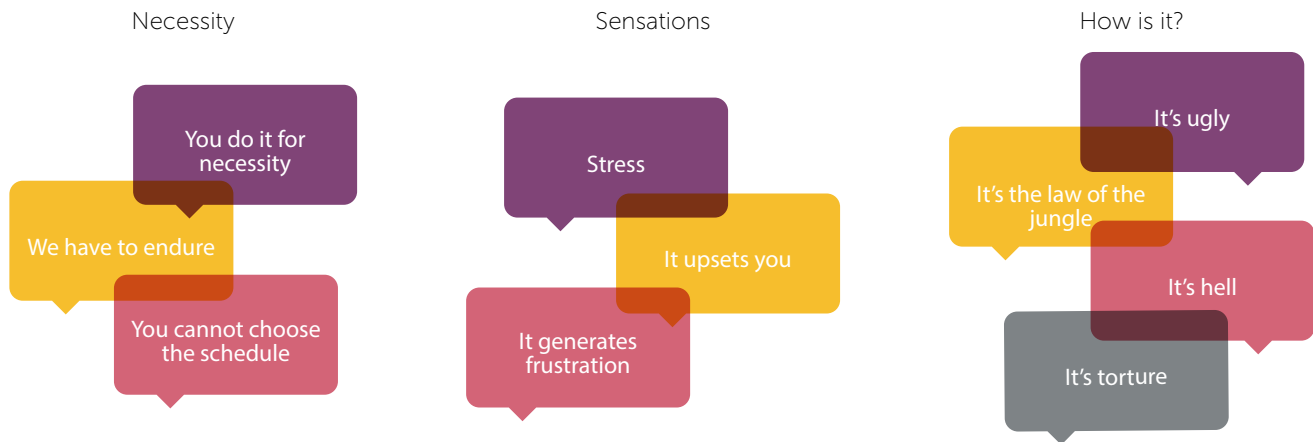 Necessity
You do it for
necessity
We have to endure
You cannot choose
the schedule
Sensations
Stress
It upsets you
It generates
frustration
How is it?
It's ugly
It's the law of the
jungle
It's hell
It's torture